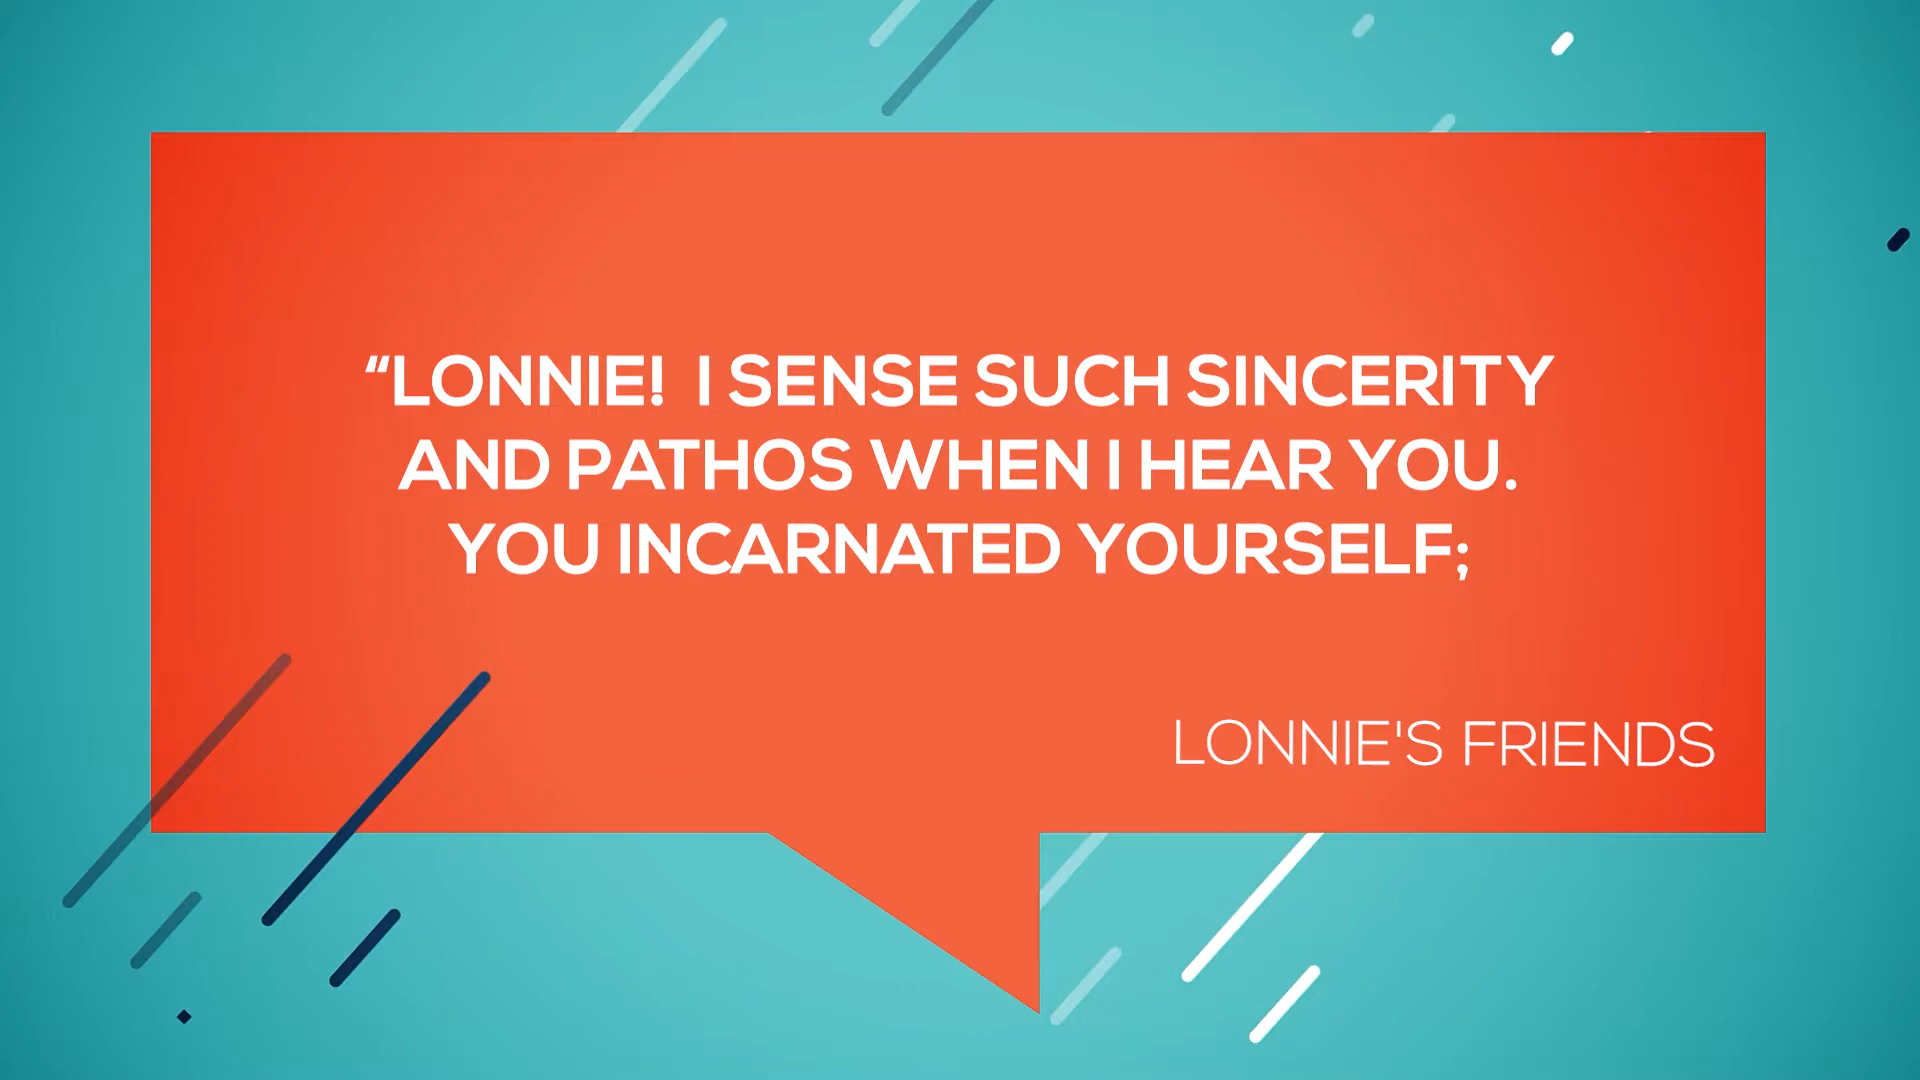 “LONNIE!  I SENSE SUCH SINCERITY
AND PATHOS WHEN I HEAR YOU.
YOU INCARNATED YOURSELF;
LONNIE'S FRIENDS